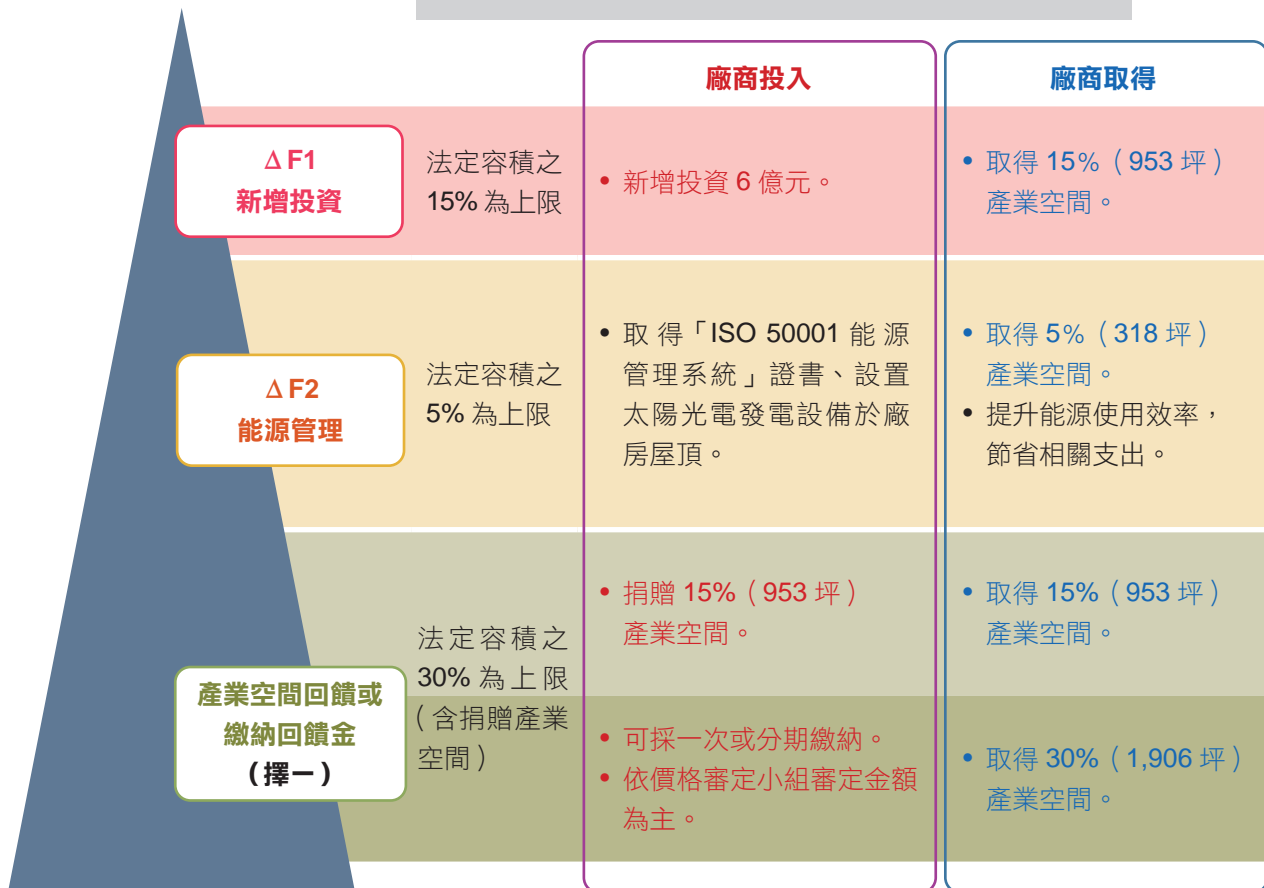 廠商投入
廠商取得
Δ F1
新增投資
法定容積之
15% 為上限
• 新增投資 6 億元。
• 取得 15%（953 坪）
產業空間。
Δ F2
能源管理
法定容積之
5% 為上限
• 取得「ISO 50001 能源
管理系統」證書、設置
太陽光電發電設備於廠
房屋頂。
• 取得 5%（318 坪）
產業空間。
• 提升能源使用效率，
節省相關支出。
產業空間回饋或
繳納回饋金
（擇一）
法定容積之
30% 為上限
（含捐贈產業
空間）
• 捐贈 15%（953 坪）
產業空間。
• 取得 15%（953 坪）
產業空間。
• 可採一次或分期繳納。
• 依價格審定小組審定金額
為主。
• 取得 30%（1,906 坪）
產業空間。